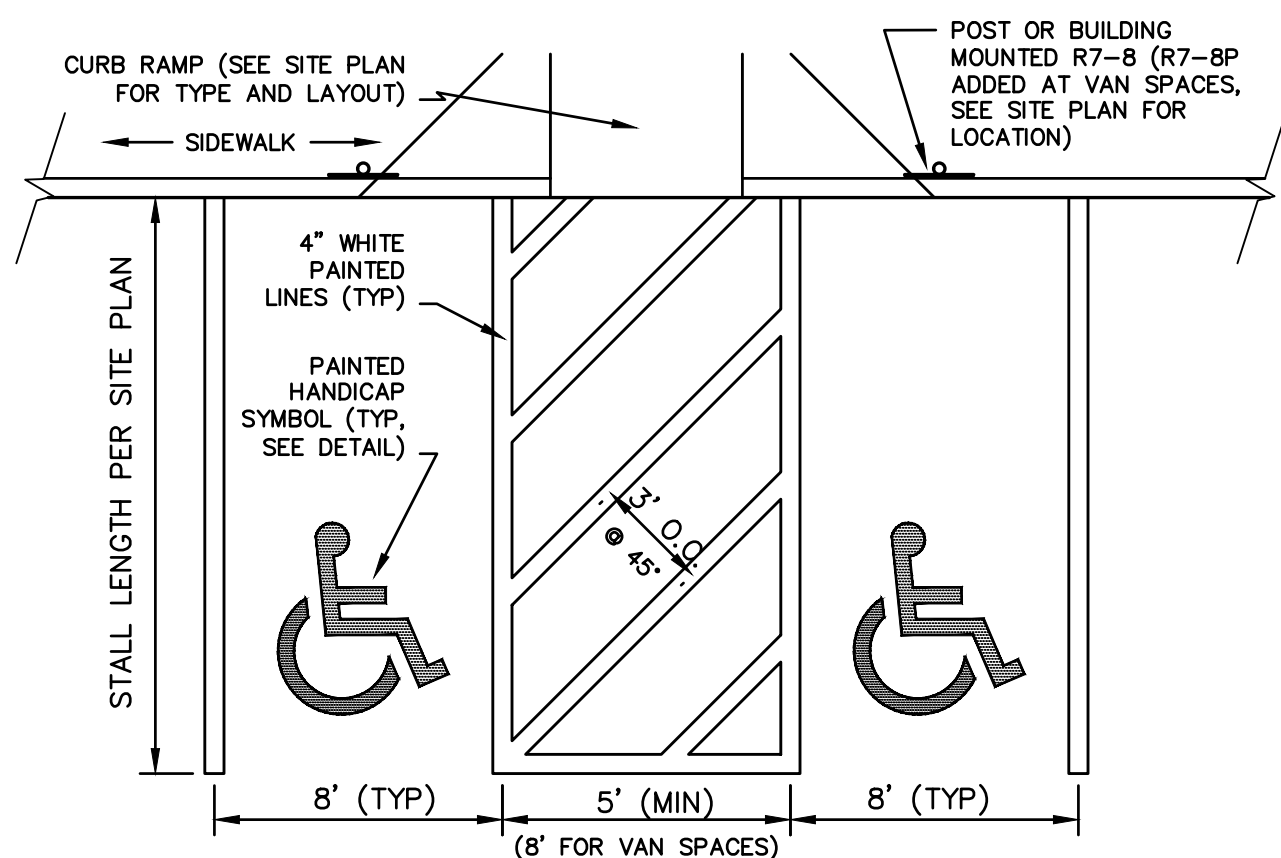 CURB RAMP (SEE SITE PLAN
FOR TYPE AND LAYOUT)
SIDEWALK
POST OR BUILDING
MOUNTED R7-8 (R7-8P
ADDED AT VAN SPACES,
SEE SITE PLAN FOR
LOCATION)
4" WHITE
PAINTED
LINES (TYP)
PAINTED
HANDICAP
SYMBOL (TYP,
SEE DETAIL)
STALL LENGTH PER SITE PLAN
3' O.C.
@ 45°
8' (TYP)
5' (MIN)
(8' FOR VAN SPACES)
8' (TYP)